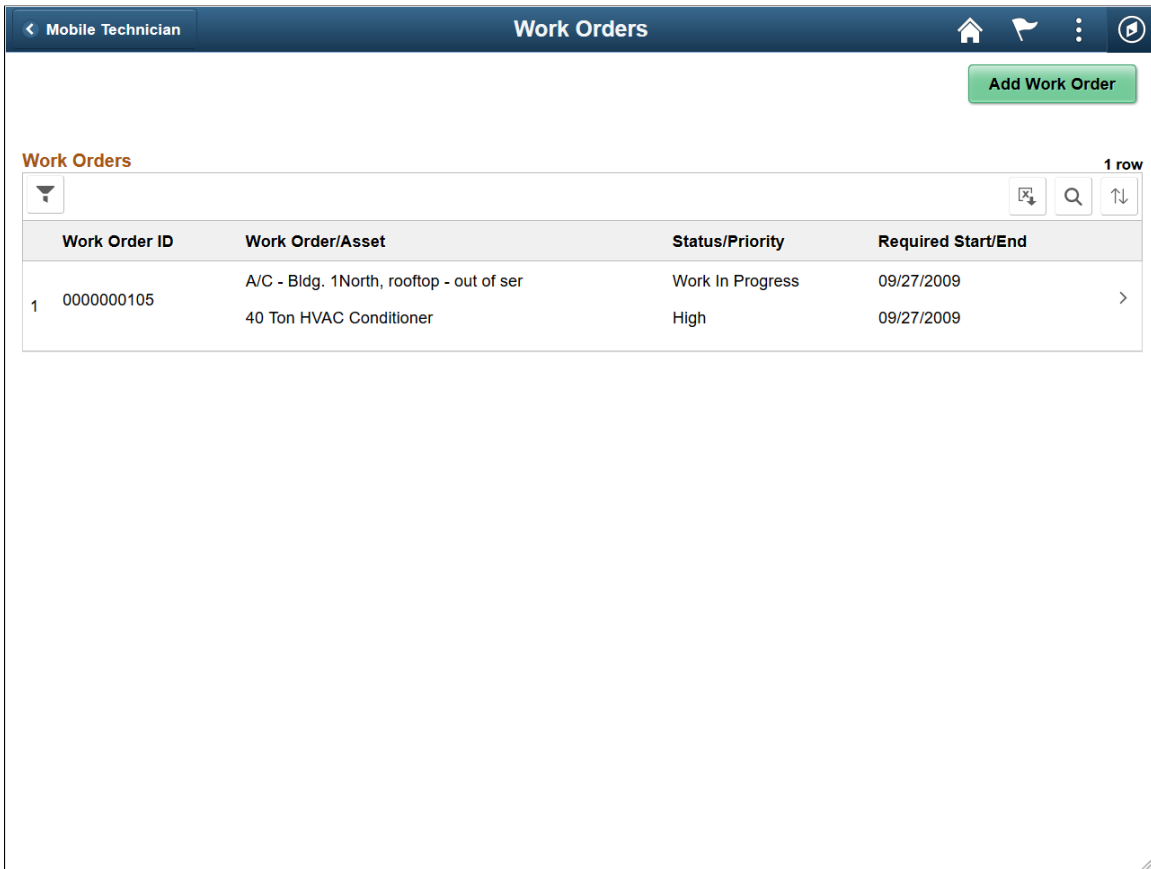 Mobile Technician
Work Orders
Add Work Order
Work Orders
1 row
Work Order ID Work Order/Asset Status/Priority Required Start/End
1 0000000105 A/C - Bldg. 1North, rooftop - out of ser Work In Progress 09/27/2009
40 Ton HVAC Conditioner High 09/27/2009